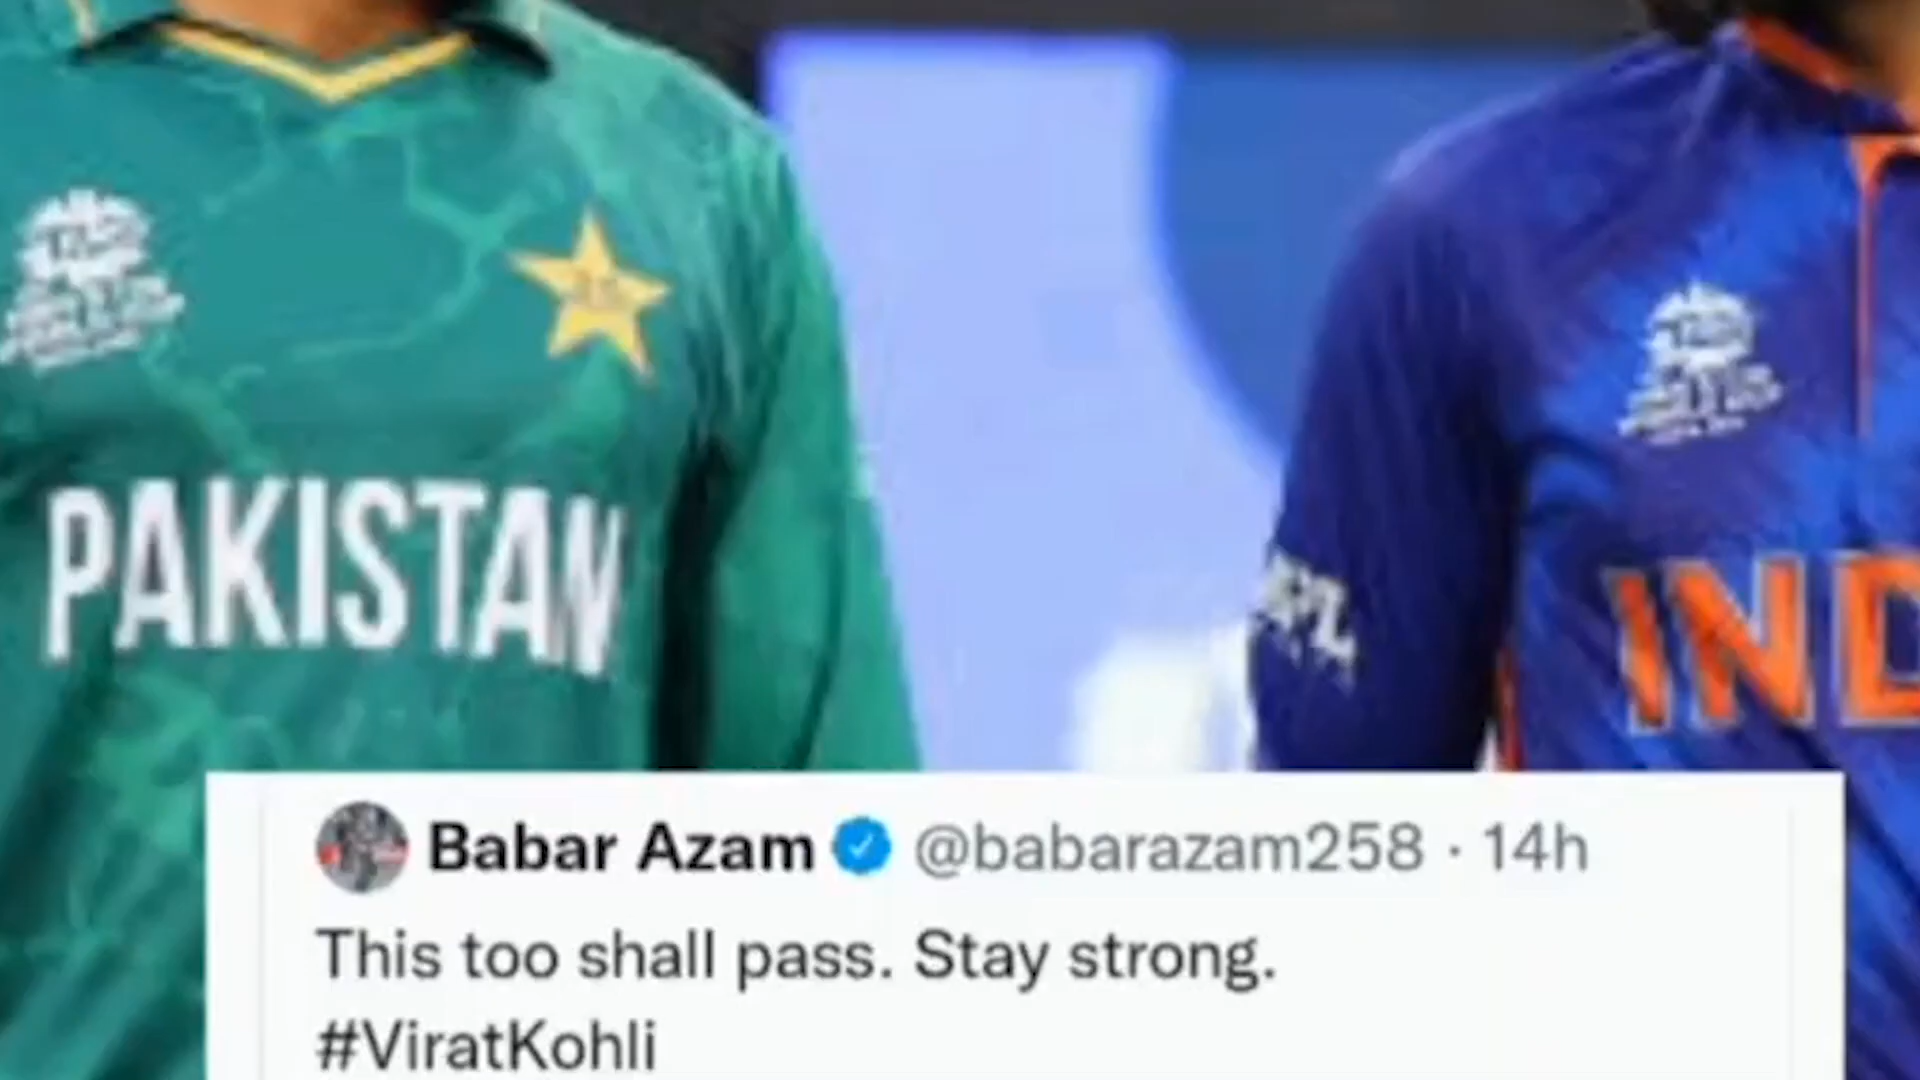 PAKISTAN
IND
Babar Azam @babarazam258 · 14h
This too shall pass. Stay strong.
#ViratKohli